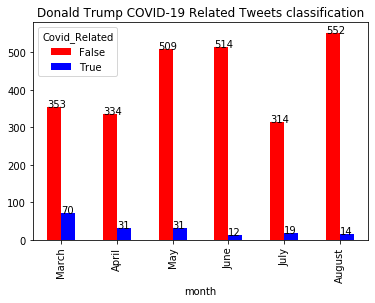 Donald Trump COVID-19 Related Tweets classification
Covid_Related
False
True
500
400
300
200
100
0
353
70
334
31
509
31
514
12
314
19
552
14
March
April
May
June
July
August
month